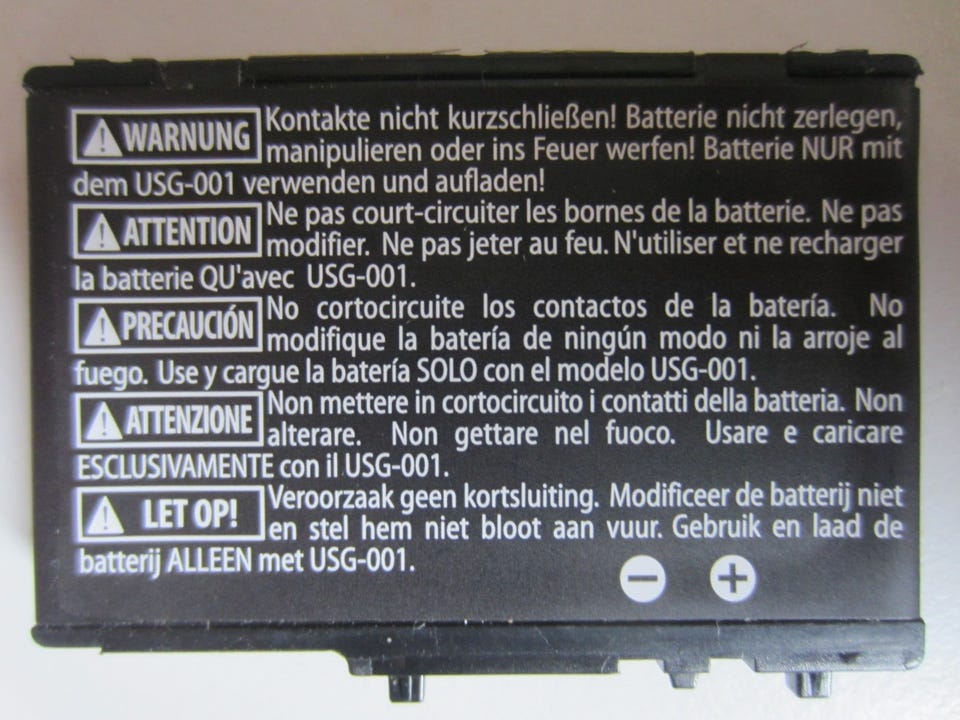 WARNUNG Kontakte nicht kurzschließen! Batterie nicht zerlegen,
manipulieren oder ins Feuer werfen! Batterie NUR mit
dem USG-001 verwenden und aufladen!
ATTENTION Ne pas court-circuiter les bornes de la batterie. Ne pas
modifier. Ne pas jeter au feu. N'utiliser et ne recharger
la batterie QU'avec USG-001.
PRECAUCIÓN No cortocircuite los contactos de la batería. No
modifique la batería de ningún modo ni la arroje al
fuego. Use y cargue la batería SOLO con el modelo USG-001.
ATTENZIONE Non mettere in cortocircuito i contatti della batteria. Non
alterare. Non gettare nel fuoco. Usare e caricare
ESCLUSIVAMENTE con il USG-001.
LET OP! Veroorzaak geen kortsluiting. Modificeer de batterij niet
en stel hem niet bloot aan vuur. Gebruik en laad de
batterij ALLEEN met USG-001.
− +